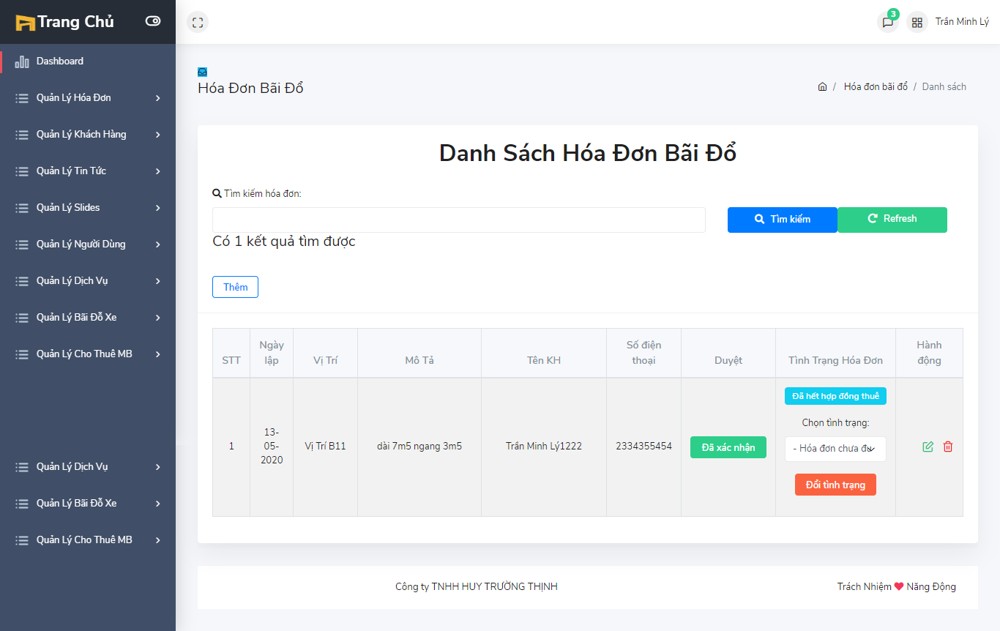 Trang Chủ
3
Trần Minh Lý
Dashboard
Quản Lý Hóa Đơn
Quản Lý Khách Hàng
Quản Lý Tin Tức
Quản Lý Slides
Quản Lý Người Dùng
Quản Lý Dịch Vụ
Quản Lý Bãi Đỗ Xe
Quản Lý Cho Thuê MB
Quản Lý Dịch Vụ
Quản Lý Bãi Đỗ Xe
Quản Lý Cho Thuê MB
Hóa Đơn Bãi Đổ
/ Hóa đơn bãi đổ / Danh sách
Danh Sách Hóa Đơn Bãi Đổ
Tìm kiếm hóa đơn:
Tìm kiếm
Refresh
Có 1 kết quả tìm được
Thêm
STT
Ngày
lập
Vị Trí
Mô Tả
Tên KH
Số điện
thoại
Duyệt
Tình Trạng Hóa Đơn
Hành
động
1
13-
05-
2020
Vị Trí B11
dài 7m5 ngang 3m5
Trần Minh Lý1222
2334355454
Đã xác nhận
Đã hết hợp đồng thuê
Chọn tình trạng:
- Hóa đơn chưa đu
Đổi tình trạng
Công ty TNHH HUY TRƯỜNG THỊNH
Trách Nhiệm ❤ Năng Động